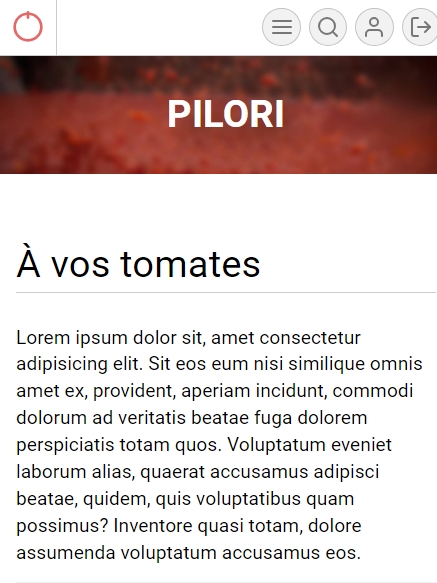 PILORI
À vos tomates
Lorem ipsum dolor sit, amet consectetur
adipisicing elit. Sit eos eum nisi similique omnis
amet ex, provident, aperiam incidunt, commodi
dolorum ad veritatis beatae fuga dolorem
perspiciatis totam quos. Voluptatum eveniet
laborum alias, quaerat accusamus adipisci
beatae, quidem, quis voluptatibus quam
possimus? Inventore quasi totam, dolore
assumenda voluptatum accusamus eos.